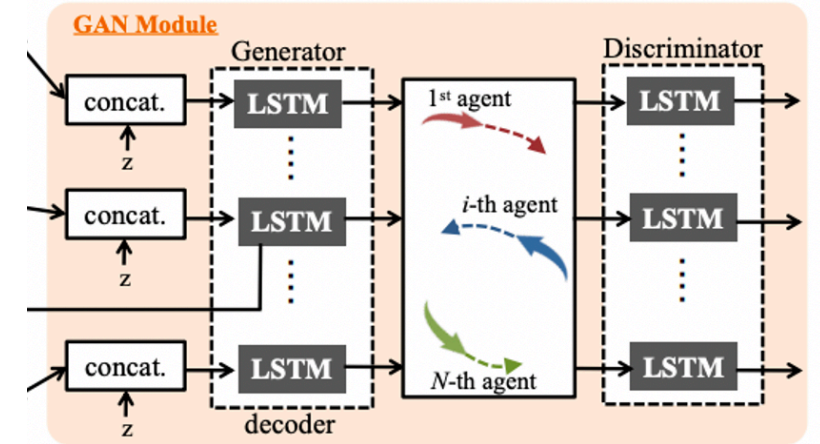 GAN Module
Generator
Discriminator
concat.
LSTM
1st agent
LSTM
z
concat.
LSTM
i-th agent
LSTM
z
concat.
LSTM
N-th agent
LSTM
z
decoder